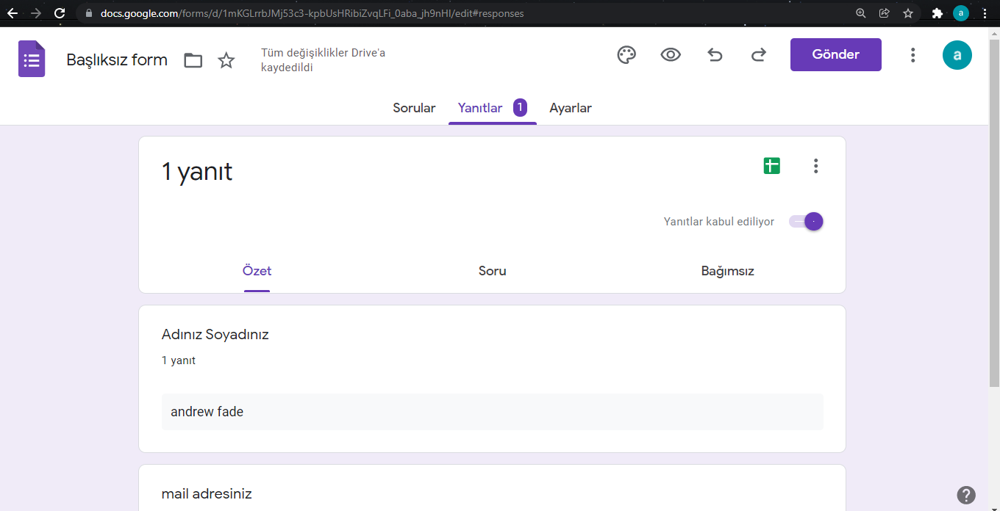 docs.google.com/forms/d/1mKGLrrbJMj53c3-kpbUsHRibiZvqLFi_0aba_jh9nHI/edit#responses
a
Başlıksız form
Tüm değişiklikler Drive'a
kaydedildi
Gönder
a
Sorular
Yanıtlar 1
Ayarlar
1 yanıt
Yanıtlar kabul ediliyor
Özet
Soru
Bağımsız
Adınız Soyadınız
1 yanıt
andrew fade
mail adresiniz
?